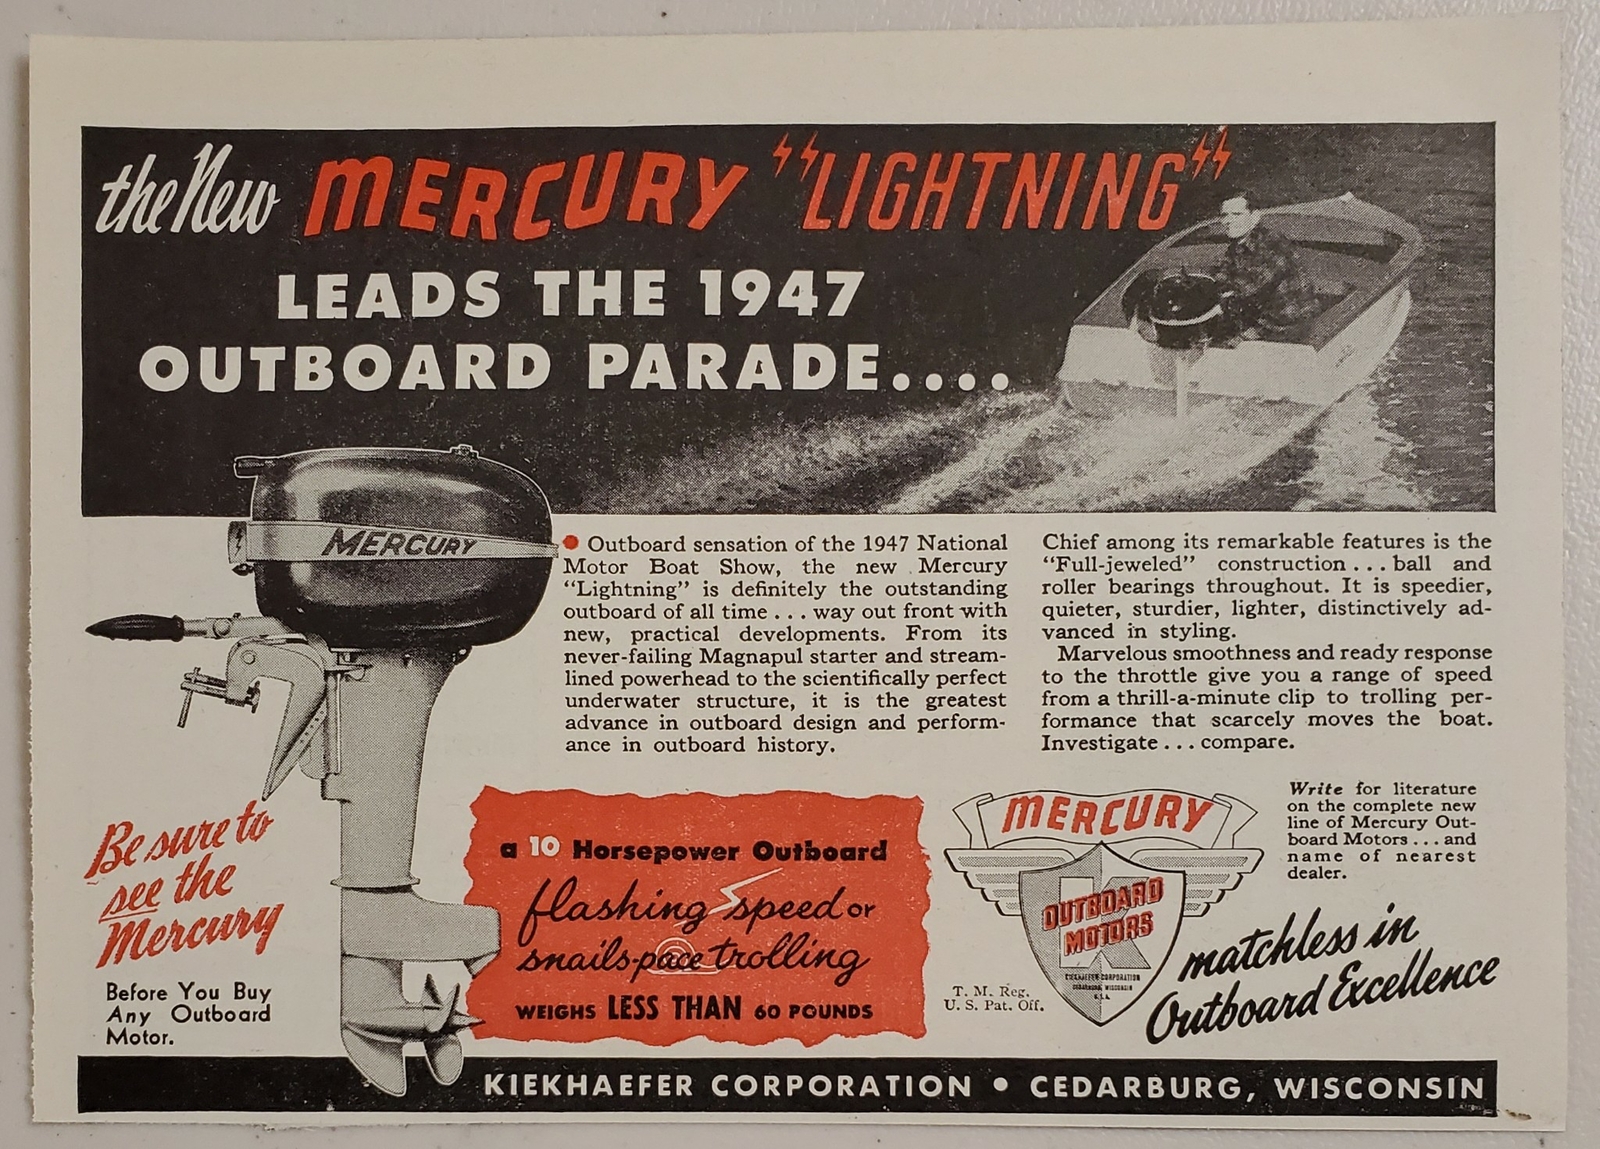 the New MERCURY "LIGHTNING"
LEADS THE 1947
OUTBOARD PARADE....
MERCURY
• Outboard sensation of the 1947 National
Motor Boat Show, the new Mercury
"Lightning" is definitely the outstanding
outboard of all time ... way out front with
new, practical developments. From its
never-failing Magnapul starter and stream-
lined powerhead to the scientifically perfect
underwater structure, it is the greatest
advance in outboard design and perform-
ance in outboard history.
Chief among its remarkable features is the
"Full-jeweled" construction ... ball and
roller bearings throughout. It is speedier,
quieter, sturdier, lighter, distinctively ad-
vanced in styling.
Marvelous smoothness and ready response
to the throttle give you a range of speed
from a thrill-a-minute clip to trolling per-
formance that scarcely moves the boat.
Investigate ... compare.
Be sure to
see the
Mercury
Before You Buy
Any Outboard
Motor.
a 10 Horsepower Outboard
flashing speed or
snails-pace trolling
WEIGHS LESS THAN 60 POUNDS
MERCURY
K
OUTBOARD
MOTORS
KIEKHAEFER CORPORATION
CEDARBURG, WISCONSIN
U.S.A.
T. M. Reg.
U. S. Pat. Off.
Write for literature
on the complete new
line of Mercury Out-
board Motors ... and
name of nearest
dealer.
matchless in
Outboard Excellence
KIEKHAEFER CORPORATION • CEDARBURG, WISCONSIN